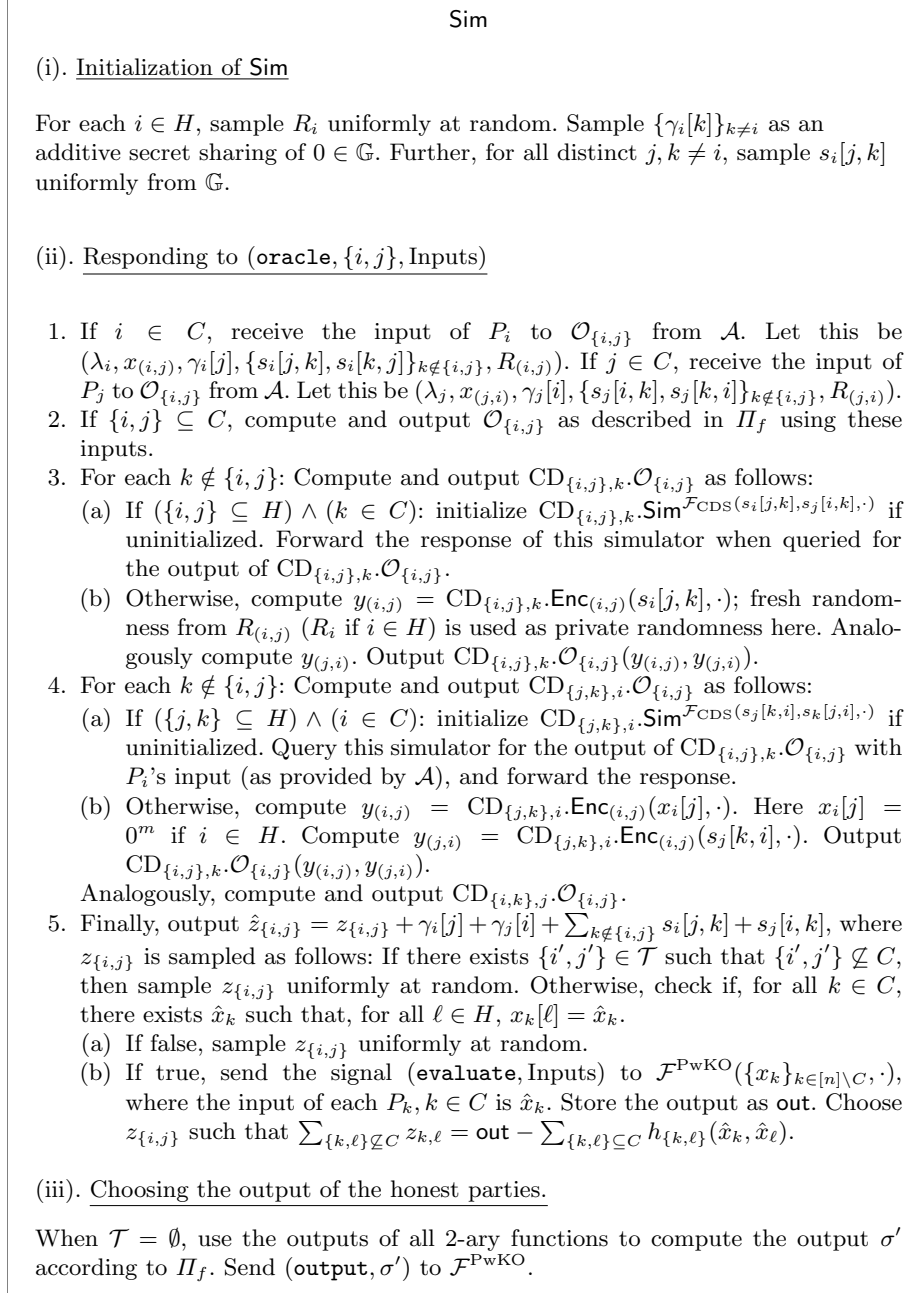 Sim
(i). Initialization of Sim
For each i ∈ H, sample R_i uniformly at random. Sample {γ_i[k]}_{k≠i} as an
additive secret sharing of 0 ∈ 𝔾. Further, for all distinct j, k ≠ i, sample s_i[j, k]
uniformly from 𝔾.
(ii). Responding to (oracle, {i, j}, Inputs)
1. If i ∈ C, receive the input of P_i to 𝒪_{{i,j}} from 𝒜. Let this be
(λ_i, x_{(i,j)}, γ_i[j], {s_i[j, k], s_i[k, j]}_{k∉{i,j}}, R_{(i,j)}). If j ∈ C, receive the input of
P_j to 𝒪_{{i,j}} from 𝒜. Let this be (λ_j, x_{(j,i)}, γ_j[i], {s_j[i, k], s_j[k, i]}_{k∉{i,j}}, R_{(j,i)}).
2. If {i, j} ⊆ C, compute and output 𝒪_{{i,j}} as described in Π_f using these
inputs.
3. For each k ∉ {i, j}: Compute and output CD_{{i,j},k}.𝒪_{{i,j}} as follows:
(a) If ({i, j} ⊆ H) ∧ (k ∈ C): initialize CD_{{i,j},k}.Sim^{ℱ_{CDS}(s_i[j,k],s_j[i,k],·)} if
uninitialized. Forward the response of this simulator when queried for
the output of CD_{{i,j},k}.𝒪_{{i,j}}.
(b) Otherwise, compute y_{(i,j)} = CD_{{i,j},k}.Enc_{(i,j)}(s_i[j, k], ·); fresh random-
ness from R_{(i,j)} (R_i if i ∈ H) is used as private randomness here. Analo-
gously compute y_{(j,i)}. Output CD_{{i,j},k}.𝒪_{{i,j}}(y_{(i,j)}, y_{(j,i)}).
4. For each k ∉ {i, j}: Compute and output CD_{{j,k},i}.𝒪_{{i,j}} as follows:
(a) If ({j, k} ⊆ H) ∧ (i ∈ C): initialize CD_{{j,k},i}.Sim^{ℱ_{CDS}(s_j[k,i],s_k[j,i],·)} if
uninitialized. Query this simulator for the output of CD_{{i,j},k}.𝒪_{{i,j}} with
P_i's input (as provided by 𝒜), and forward the response.
(b) Otherwise, compute y_{(i,j)} = CD_{{j,k},i}.Enc_{(i,j)}(x_i[j], ·). Here x_i[j] =
0^m if i ∈ H. Compute y_{(j,i)} = CD_{{j,k},i}.Enc_{(i,j)}(s_j[k, i], ·). Output
CD_{{i,j},k}.𝒪_{{i,j}}(y_{(i,j)}, y_{(j,i)}).
Analogously, compute and output CD_{{i,k},j}.𝒪_{{i,j}}.
5. Finally, output ẑ_{{i,j}} = z_{{i,j}} + γ_i[j] + γ_j[i] + ∑_{k∉{i,j}} s_i[j, k] + s_j[i, k], where
z_{{i,j}} is sampled as follows: If there exists {i′, j′} ∈ 𝒯 such that {i′, j′} ⊈ C,
then sample z_{{i,j}} uniformly at random. Otherwise, check if, for all k ∈ C,
there exists x̂_k such that, for all ℓ ∈ H, x_k[ℓ] = x̂_k.
(a) If false, sample z_{{i,j}} uniformly at random.
(b) If true, send the signal (evaluate, Inputs) to ℱ^{PwKO}({x_k}_{k∈[n]\C}, ·),
where the input of each P_k, k ∈ C is x̂_k. Store the output as out. Choose
z_{{i,j}} such that ∑_{{k,ℓ}⊈C} z_{k,ℓ} = out − ∑_{{k,ℓ}⊆C} h_{{k,ℓ}}(x̂_k, x̂_ℓ).
(iii). Choosing the output of the honest parties.
When 𝒯 = ∅, use the outputs of all 2-ary functions to compute the output σ′
according to Π_f. Send (output, σ′) to ℱ^{PwKO}.